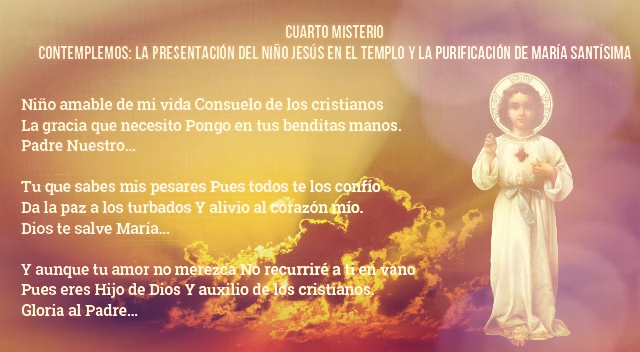 CUARTO MISTERIO
CONTEMPLEMOS: LA PRESENTACIÓN DEL NIÑO JESÚS EN EL TEMPLO Y LA PURIFICACIÓN DE MARÍA SANTÍSIMA
Niño amable de mi vida Consuelo de los cristianos
La gracia que necesito Pongo en tus benditas manos.
Padre Nuestro...
Tu que sabes mis pesares Pues todos te los confío
Da la paz a los turbados Y alivio al corazón mío.
Dios te salve María...
Y aunque tu amor no merezca No recurriré a ti en vano
Pues eres Hijo de Dios Y auxilio de los cristianos.
Gloria al Padre...